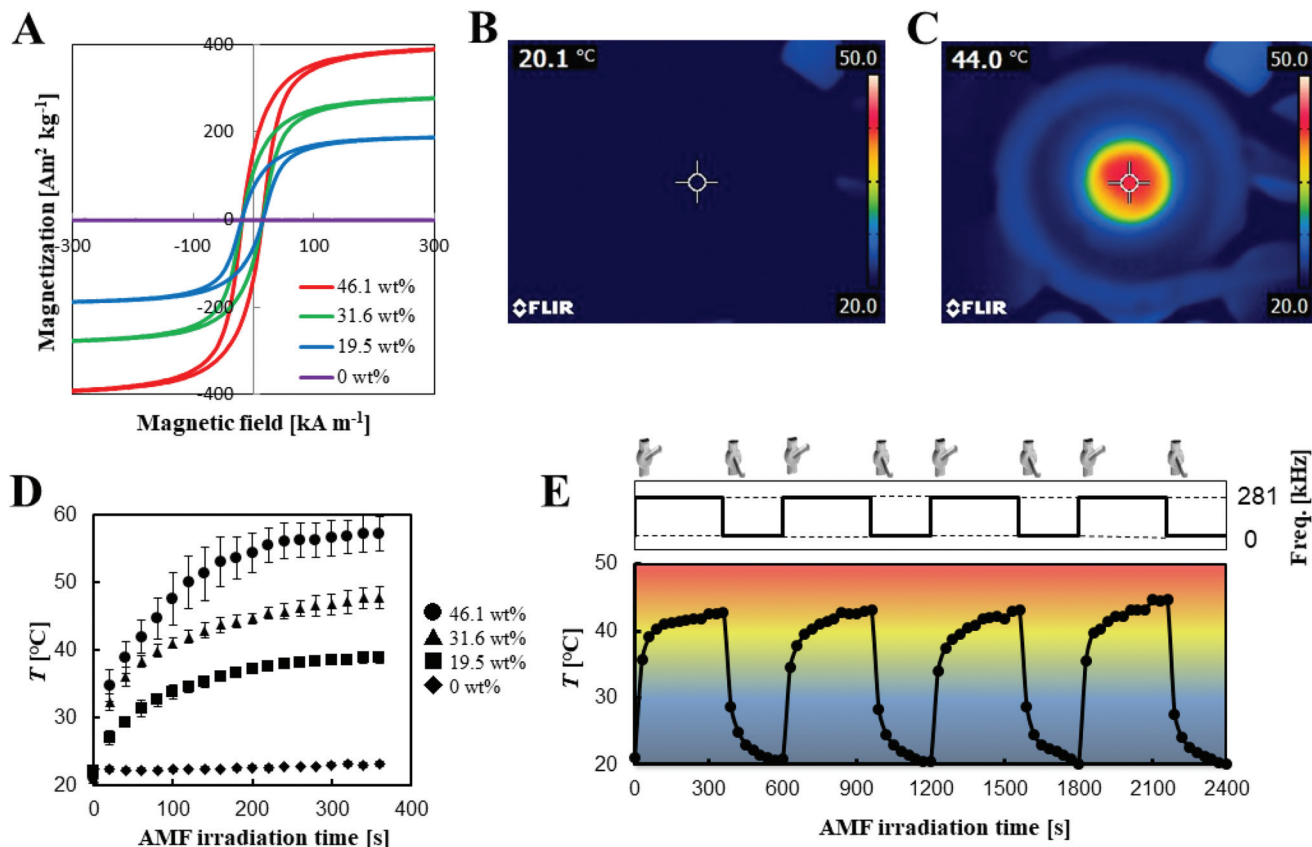 A
400
200
0
-300
-100
100
300
-200
-400
Magnetization [Am² kg⁻¹]
46.1 wt%
31.6 wt%
19.5 wt%
0 wt%
Magnetic field [kA m⁻¹]
B
20.1 °C
50.0
20.0
FLIR
C
44.0 °C
50.0
20.0
FLIR
D
60
50
40
30
20
T [°C]
0
100
200
300
400
AMF irradiation time [s]
46.1 wt%
31.6 wt%
19.5 wt%
0 wt%
E
281
0
Freq. [kHz]
50
40
30
20
T [°C]
0
300
600
900
1200
1500
1800
2100
2400
AMF irradiation time [s]